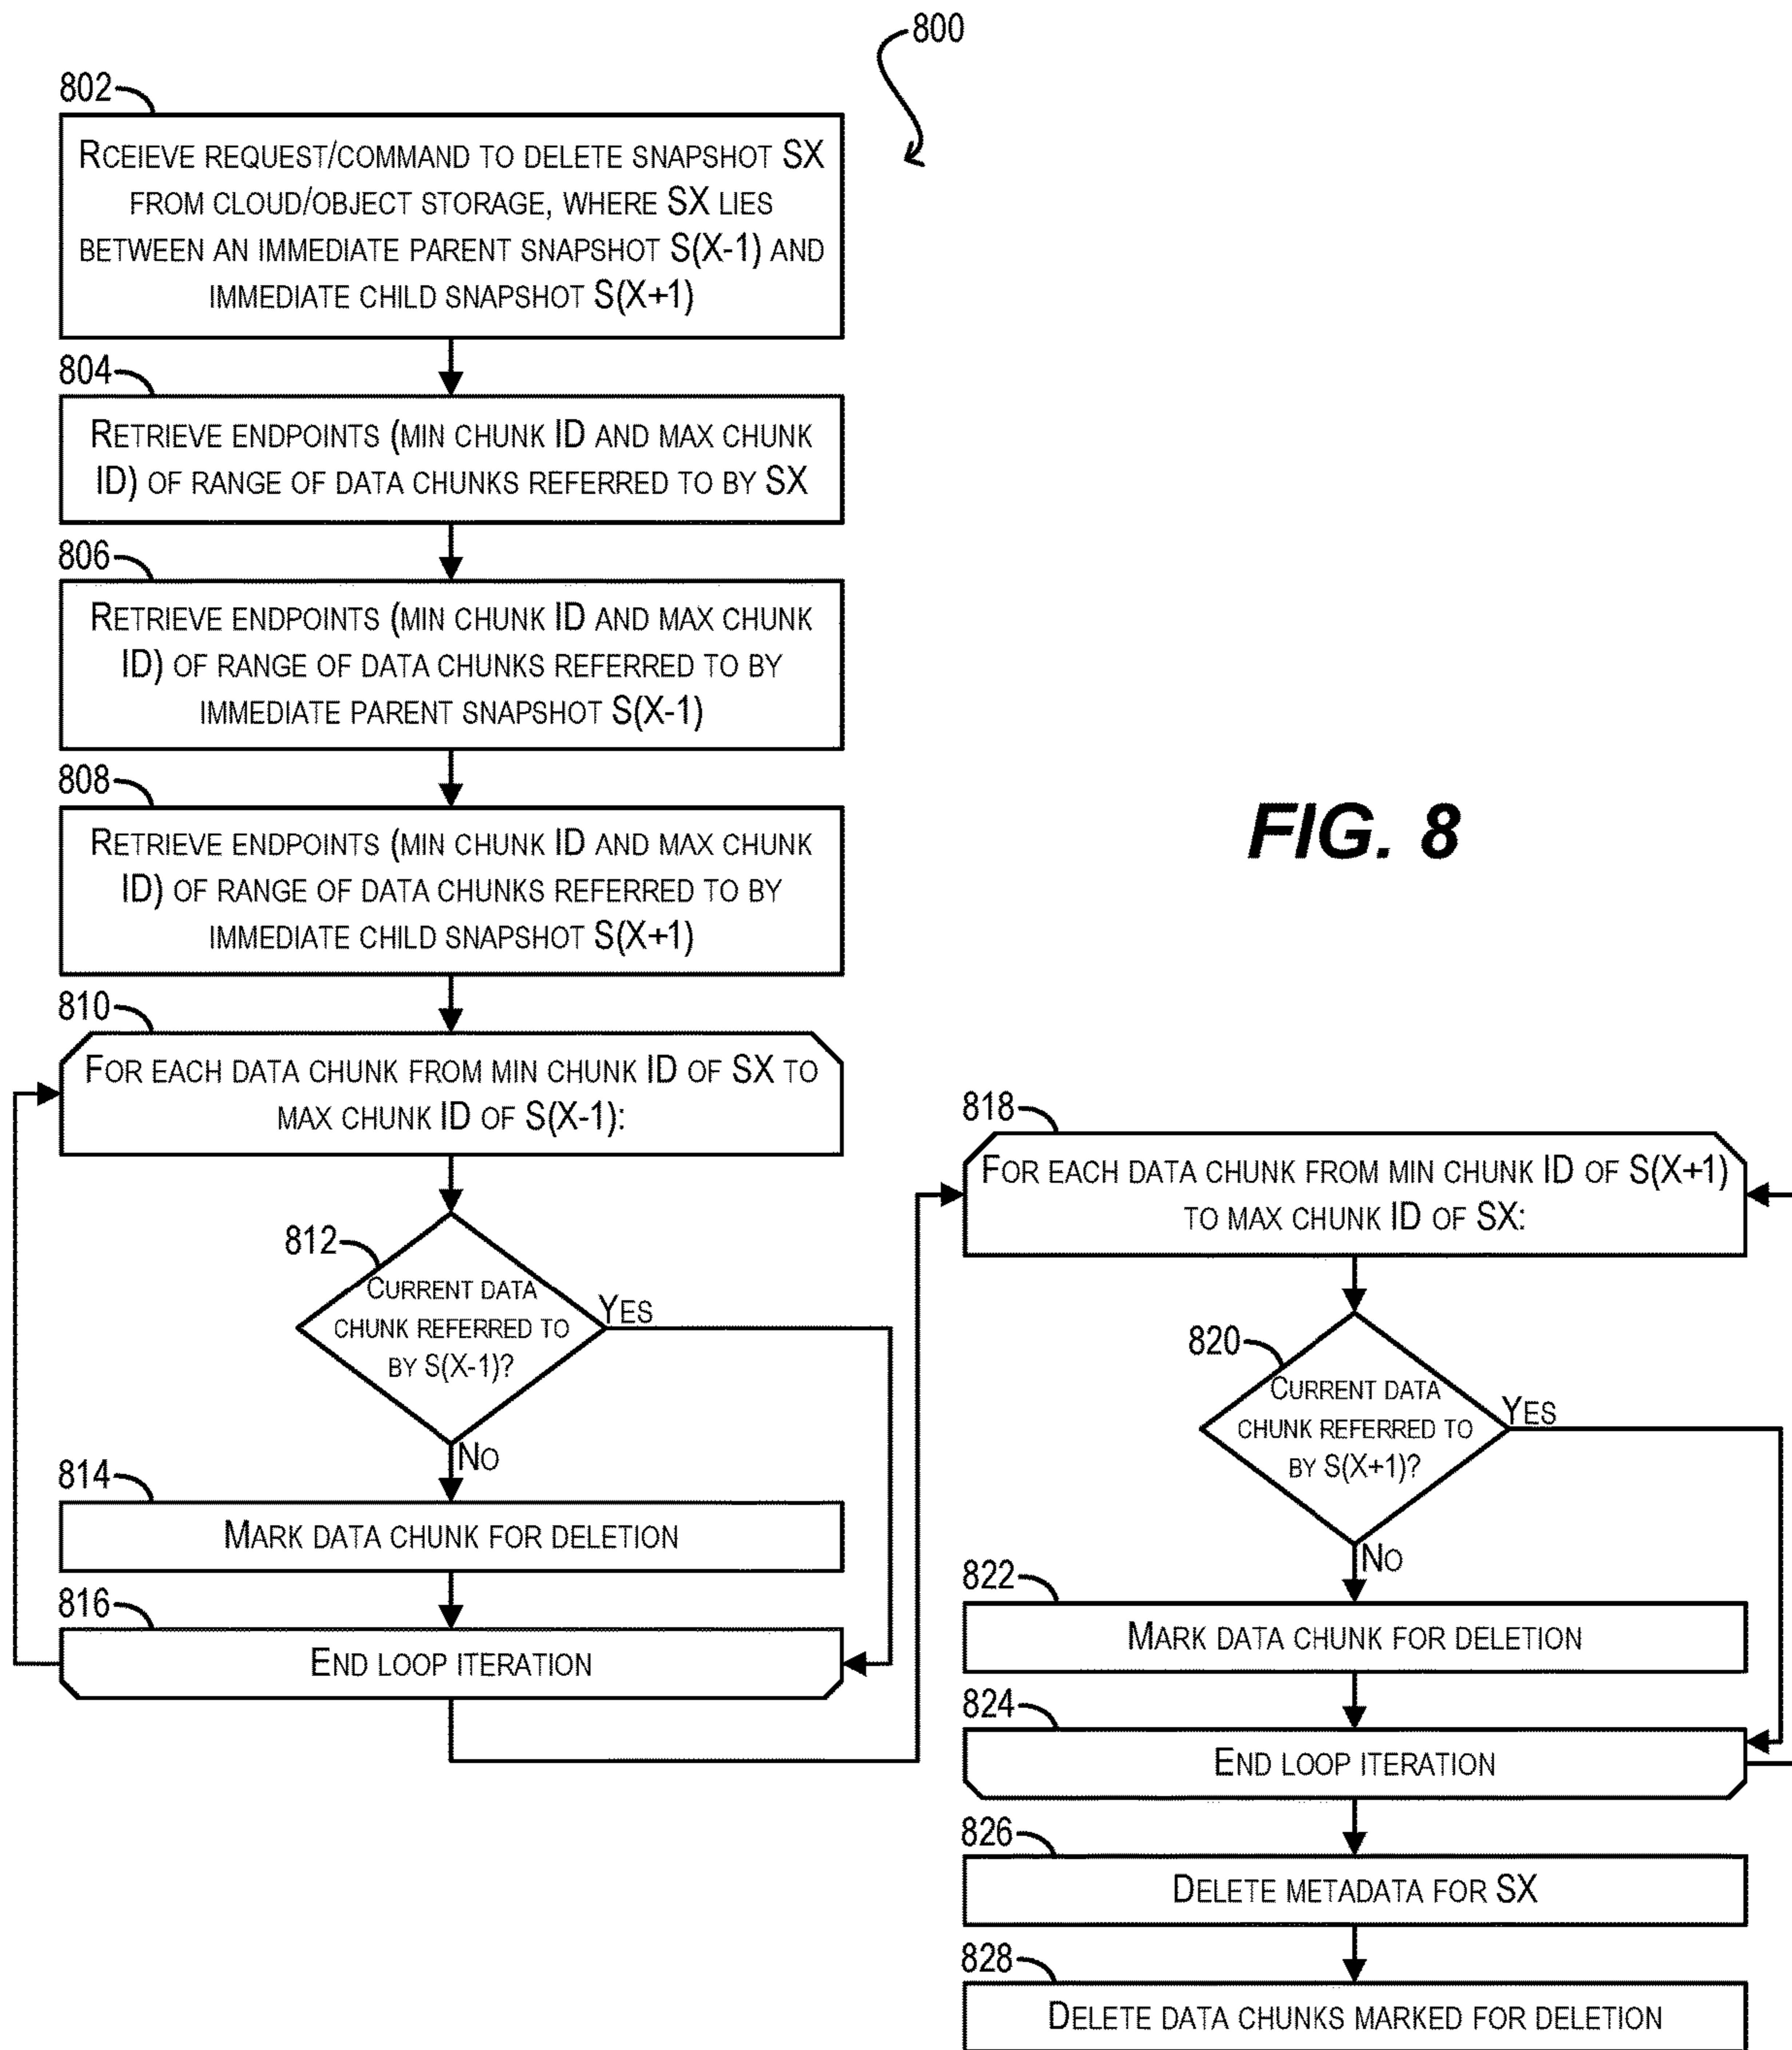 800
802
RCEIEVE REQUEST/COMMAND TO DELETE SNAPSHOT SX
FROM CLOUD/OBJECT STORAGE, WHERE SX LIES
BETWEEN AN IMMEDIATE PARENT SNAPSHOT S(X-1) AND
IMMEDIATE CHILD SNAPSHOT S(X+1)
804
RETRIEVE ENDPOINTS (MIN CHUNK ID AND MAX CHUNK
ID) OF RANGE OF DATA CHUNKS REFERRED TO BY SX
806
RETRIEVE ENDPOINTS (MIN CHUNK ID AND MAX CHUNK
ID) OF RANGE OF DATA CHUNKS REFERRED TO BY
IMMEDIATE PARENT SNAPSHOT S(X-1)
808
RETRIEVE ENDPOINTS (MIN CHUNK ID AND MAX CHUNK
ID) OF RANGE OF DATA CHUNKS REFERRED TO BY
IMMEDIATE CHILD SNAPSHOT S(X+1)
FIG. 8
810
FOR EACH DATA CHUNK FROM MIN CHUNK ID OF SX TO
MAX CHUNK ID OF S(X-1):
812
CURRENT DATA
CHUNK REFERRED TO
BY S(X-1)?
YES
NO
814
MARK DATA CHUNK FOR DELETION
816
END LOOP ITERATION
818
FOR EACH DATA CHUNK FROM MIN CHUNK ID OF S(X+1)
TO MAX CHUNK ID OF SX:
820
CURRENT DATA
CHUNK REFERRED TO
BY S(X+1)?
YES
NO
822
MARK DATA CHUNK FOR DELETION
824
END LOOP ITERATION
826
DELETE METADATA FOR SX
828
DELETE DATA CHUNKS MARKED FOR DELETION